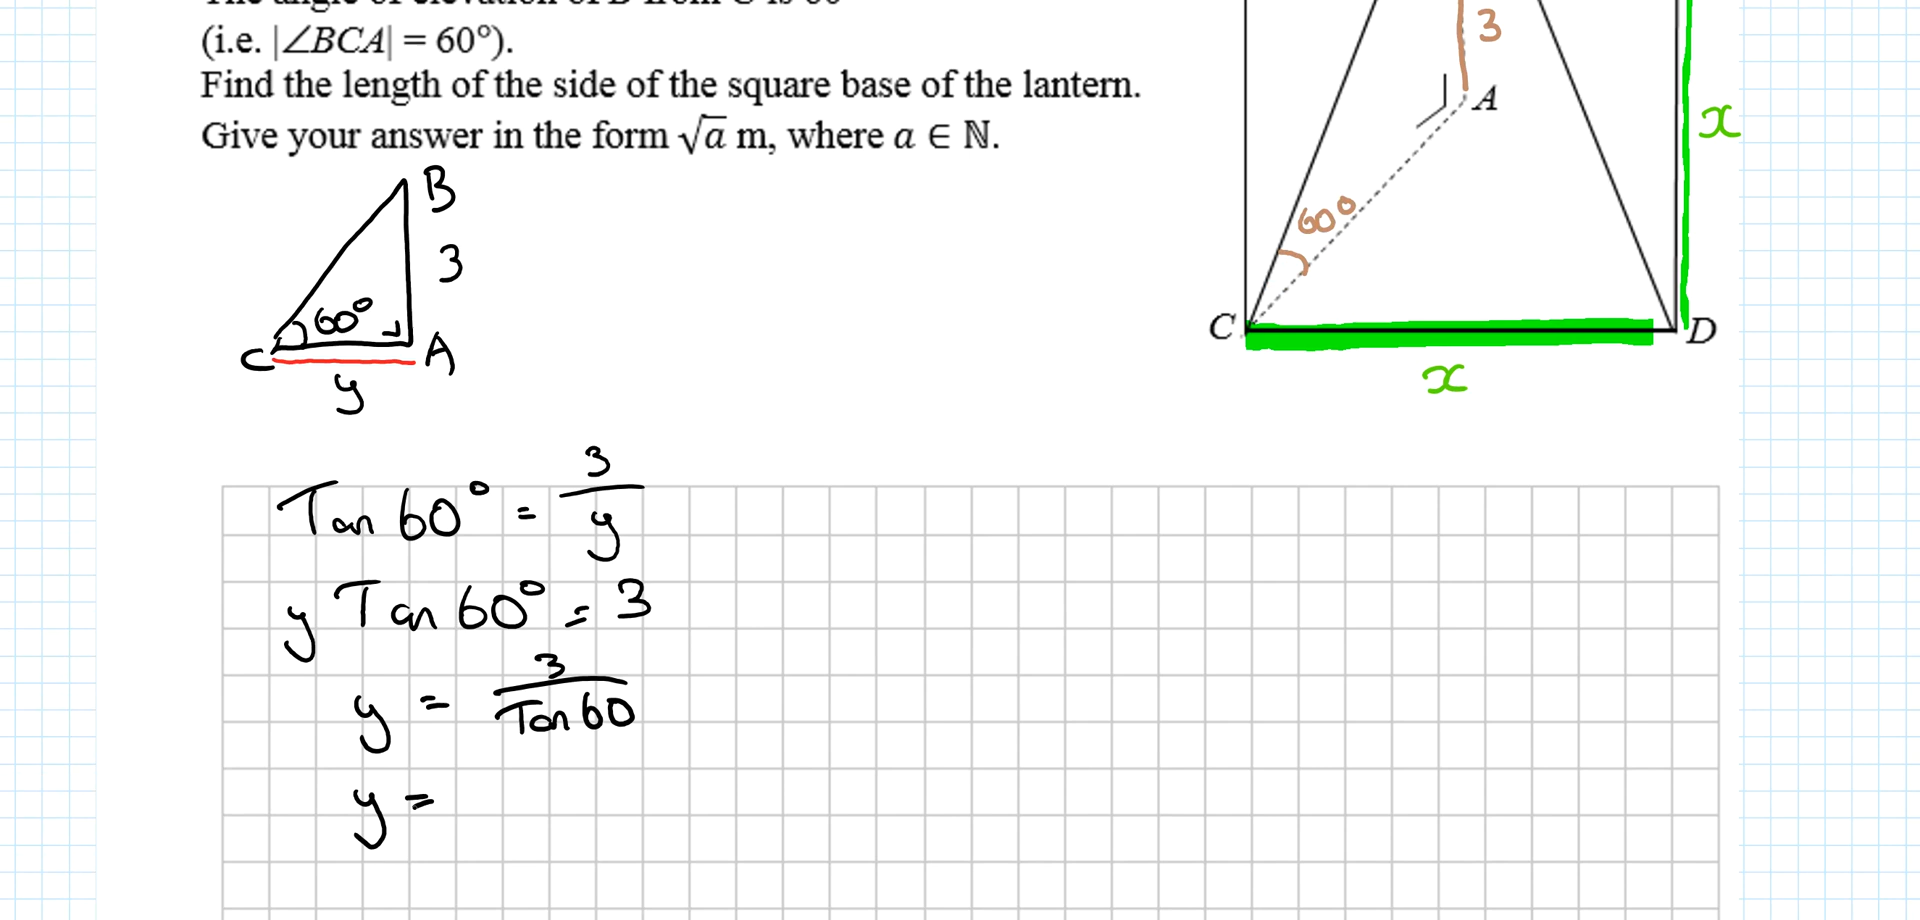 (i.e. |∠BCA| = 60°).
Find the length of the side of the square base of the lantern.
Give your answer in the form √a m, where a ∈ ℕ.
B
3
60°
C
A
y
3
A
x
60°
C
D
x
Tan 60° = 3/y
y Tan 60° = 3
y = 3/Tan 60
y =